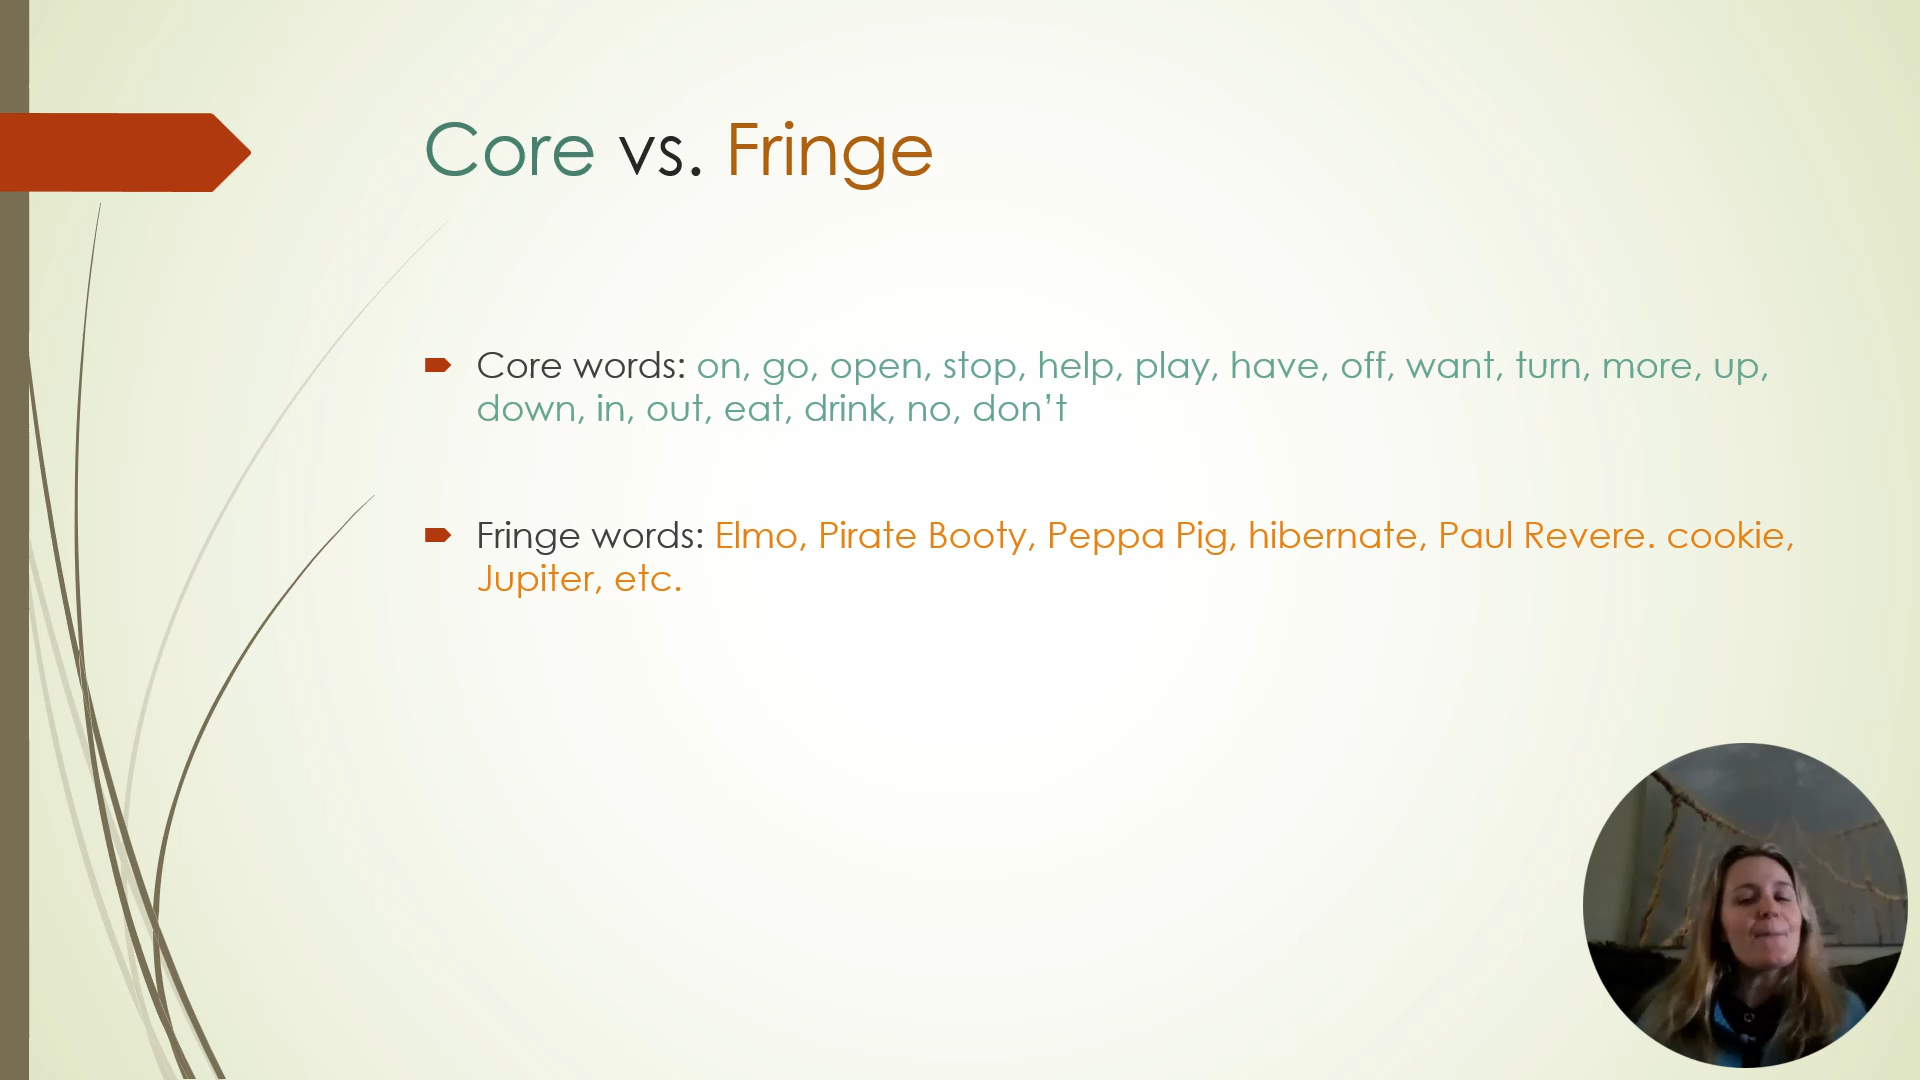 Core vs. Fringe
Core words: on, go, open, stop, help, play, have, off, want, turn, more, up,
down, in, out, eat, drink, no, don’t
Fringe words: Elmo, Pirate Booty, Peppa Pig, hibernate, Paul Revere. cookie,
Jupiter, etc.